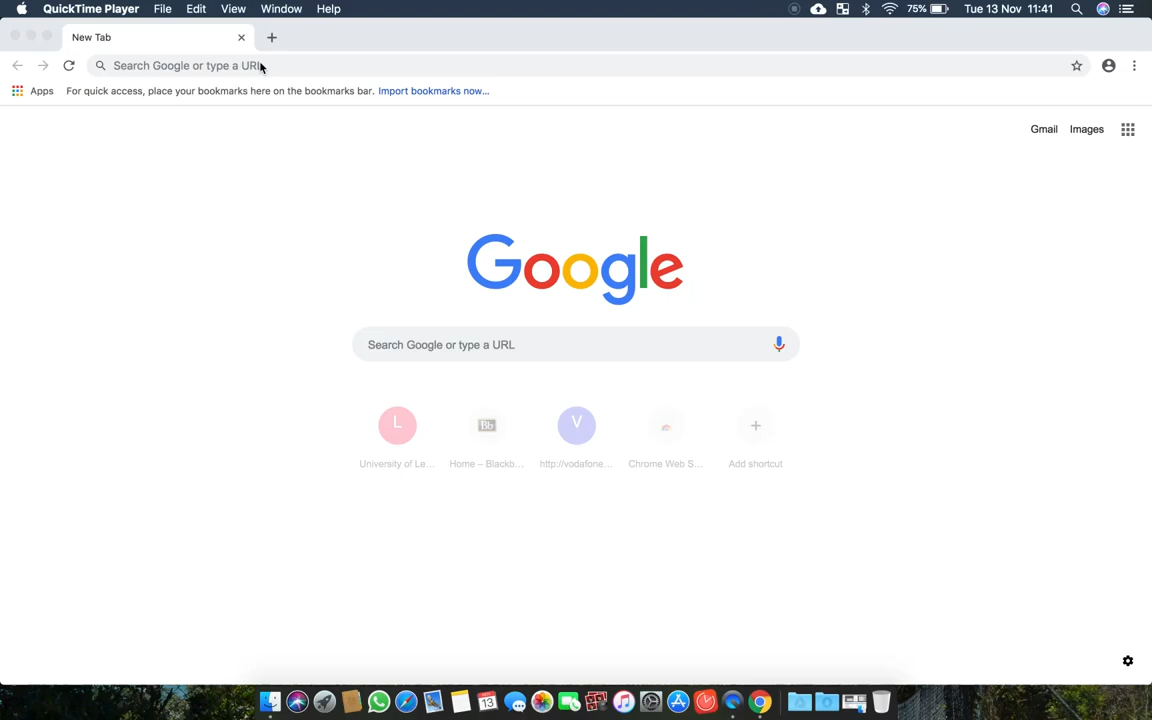 QuickTime Player File Edit View Window Help 75% Tue 13 Nov 11:41
New Tab
Search Google or type a URL
Apps For quick access, place your bookmarks here on the bookmarks bar. Import bookmarks now...
Gmail Images
Google
Search Google or type a URL
L Bb V
University of Le... Home – Blackb... http://vodafone... Chrome Web S... Add shortcut
13